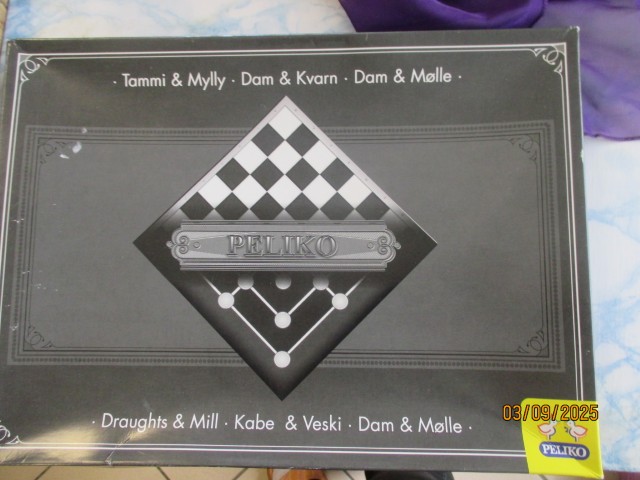 · Tammi & Mylly · Dam & Kvarn · Dam & Mølle ·
PELIKO
· Draughts & Mill · Kabe & Veski · Dam & Mølle ·
03/09/2025
PELIKO